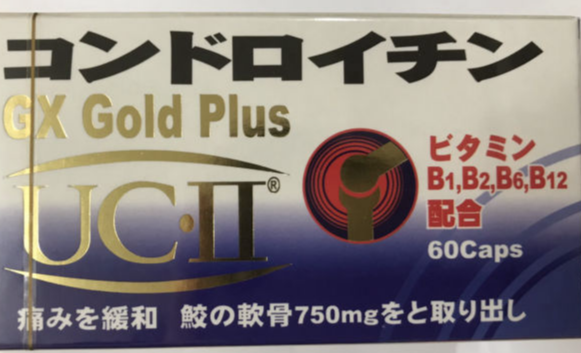 コンドロイチン
GX Gold Plus
UC・II®
ビタミン
B1,B2,B6,B12
配合
60Caps
痛みを緩和 鮫の軟骨750mgをと取り出し